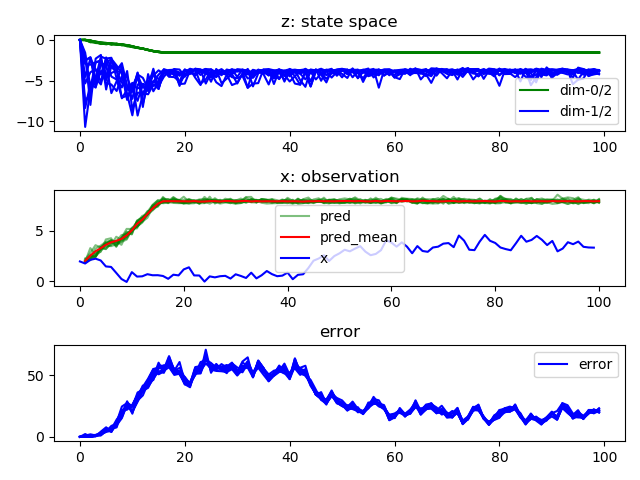 z: state space
0
−5
−10
dim-0/2
dim-1/2
0 20 40 60 80 100
x: observation
5
0
pred
pred_mean
x
0 20 40 60 80 100
error
50
0
error
0 20 40 60 80 100